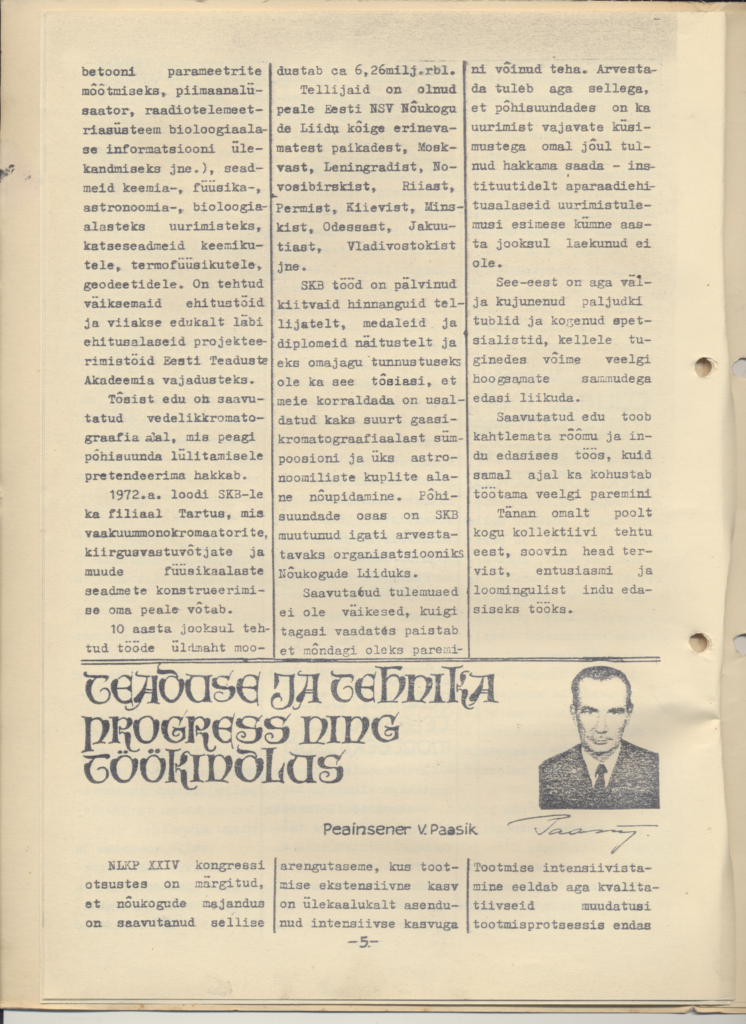 betooni parameetrite
mõõtmiseks, piimaanalü-
saator, raadiotelemeet-
riasüsteem bioloogiaala-
se informatsiooni üle-
kandmiseks jne.), sead-
meid keemia-, füüsika-,
astronoomia-, bioloogia-
alasteks uurimisteks,
katseseadmeid keemiku-
tele, termofüüsikutele,
geodeetidele. On tehtud
väiksemaid ehitustöid
ja viiakse edukalt läbi
ehitusalaseid projektee-
rimistöid Eesti Teaduste
Akadeemia vajadusteks.
Tõsist edu on saavu-
tatud vedelikkromato-
graafia alal, mis peagi
põhisuunda lülitamisele
pretendeerima hakkab.
1972.a. loodi SKB-le
ka filiaal Tartus, mis
vaakuummonokromaatorite,
kiirgusvastuvõtjate ja
muude füüsikaalaste
seadmete konstrueerimi-
se oma peale võtab.
10 aasta jooksul teh-
tud tööde üldmaht moo-
dustab ca 6,26milj.rbl.
Tellijaid on olnud
peale Eesti NSV Nõukogu
de Liidu kõige erineva-
matest paikadest, Mosk-
vast, Leningradist, No-
vosibirskist, Riiast,
Permist, Kiievist, Mins-
kist, Odessast, Jakuu-
tiast, Vladivostokist
jne.
SKB tööd on pälvinud
kiitvaid hinnanguid tel-
lijatelt, medaleid ja
diplomeid näitustelt ja
eks omajagu tunnustuseks
ole ka see tõsiasi, et
meie korraldada on usal-
datud kaks suurt gaasi-
kromatograafiaalast süm-
poosioni ja üks astro-
noomiliste kuplite ala-
ne nõupidamine. Põhi-
suundade osas on SKB
muutunud igati arvesta-
tavaks organisatsiooniks
Nõukogude Liiduks.
Saavutatud tulemused
ei ole väikesed, kuigi
tagasi vaadates paistab
et mõndagi oleks paremi-
ni võinud teha. Arvesta-
da tuleb aga sellega,
et põhisuundades on ka
uurimist vajavate küsi-
mustega omal jõul tul-
nud hakkama saada - ins-
tituutidelt aparaadiehi-
tusalaseid uurimistule-
musi esimese kümne aas-
ta jooksul laekunud ei
ole.
See-eest on aga väl-
ja kujunenud paljudki
tublid ja kogenud spet-
sialistid, kellele tu-
ginedes võime veelgi
hoogsamate sammudega
edasi liikuda.
Saavutatud edu toob
kahtlemata rõõmu ja in-
du edasises töös, kuid
samal ajal ka kohustab
töötama veelgi paremini
Tänan omalt poolt
kogu kollektiivi tehtu
eest, soovin head ter-
vist, entusiasmi ja
loomingulist indu eda-
siseks tööks.
TEADUSE JA TEHNIKA
PROGRESS NING
TÖÖKINDLUS
Peainsener V. Paasik
NLKP XXIV kongressi
otsustes on märgitud,
et nõukogude majandus
on saavutanud sellise
arengutaseme, kus toot-
mise ekstensiivne kasv
on ülekaalukalt asendu-
nud intensiivse kasvuga
Tootmise intensiivista-
mine eeldab aga kvalita-
tiivseid muudatusi
tootmisprotsessis endas
-5-